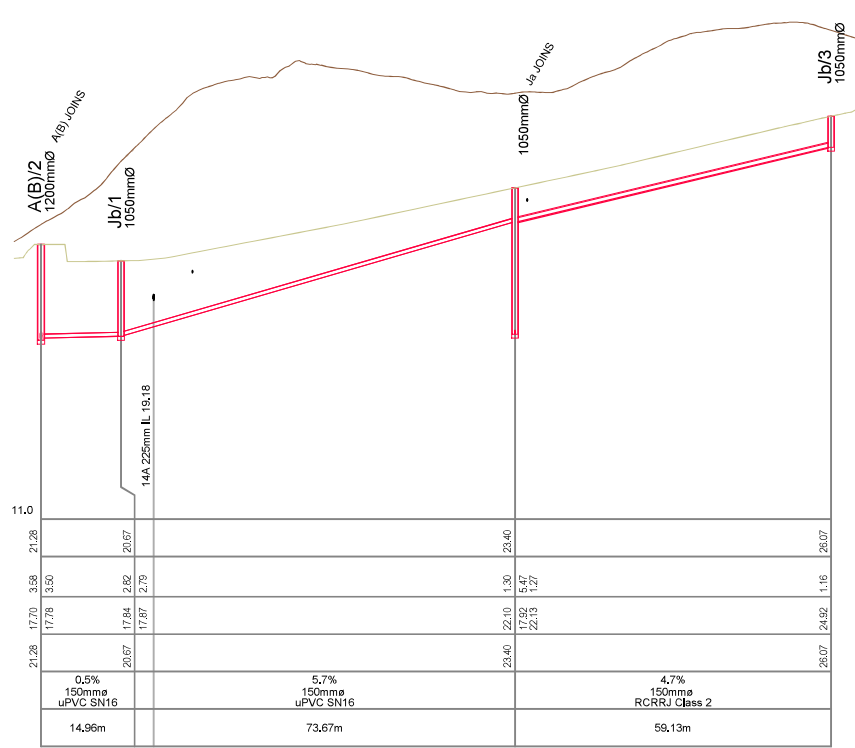 A(B)/2
1200mmØ
A(B) JOINS
Jb/1
1050mmØ
Ja JOINS
1050mmØ
Jb/3
1050mmØ
14A 225mm IL 19.18
11.0
21.28 20.67 23.40 26.07
3.58 3.50 2.82 2.79 1.30 5.47 1.27 1.16
17.70 17.78 17.84 17.87 22.10 17.92 22.13 24.92
21.28 20.67 23.40 26.07
0.5% 5.7% 4.7%
150mmø 150mmø 150mmø
uPVC SN16 uPVC SN16 RCRRJ Class 2
14.96m 73.67m 59.13m